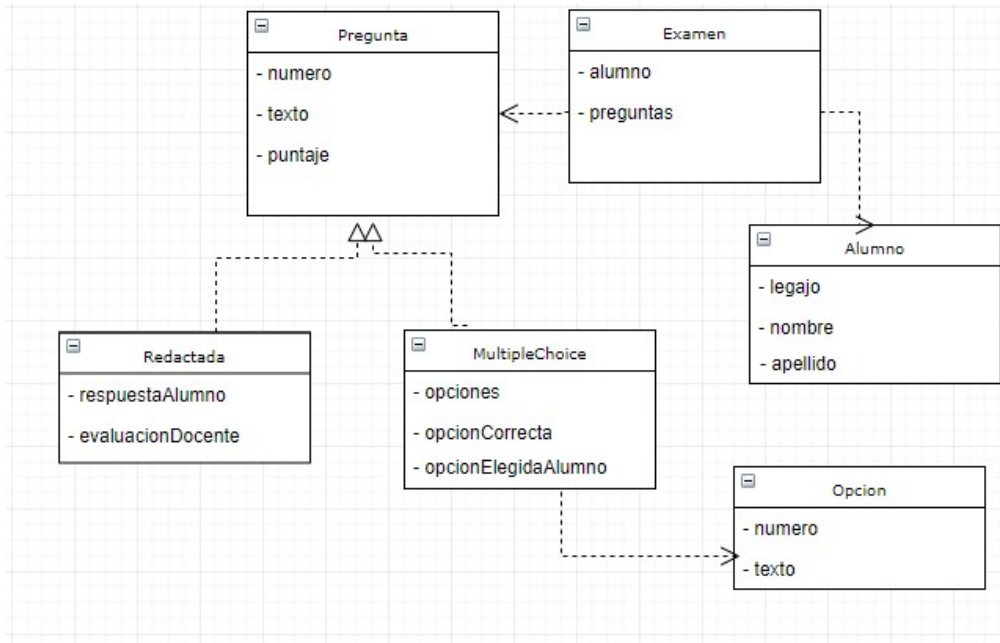 Pregunta
- numero
- texto
- puntaje
Examen
- alumno
- preguntas
Alumno
- legajo
- nombre
- apellido
Redactada
- respuestaAlumno
- evaluacionDocente
MultipleChoice
- opciones
- opcionCorrecta
- opcionElegidaAlumno
Opcion
- numero
- texto